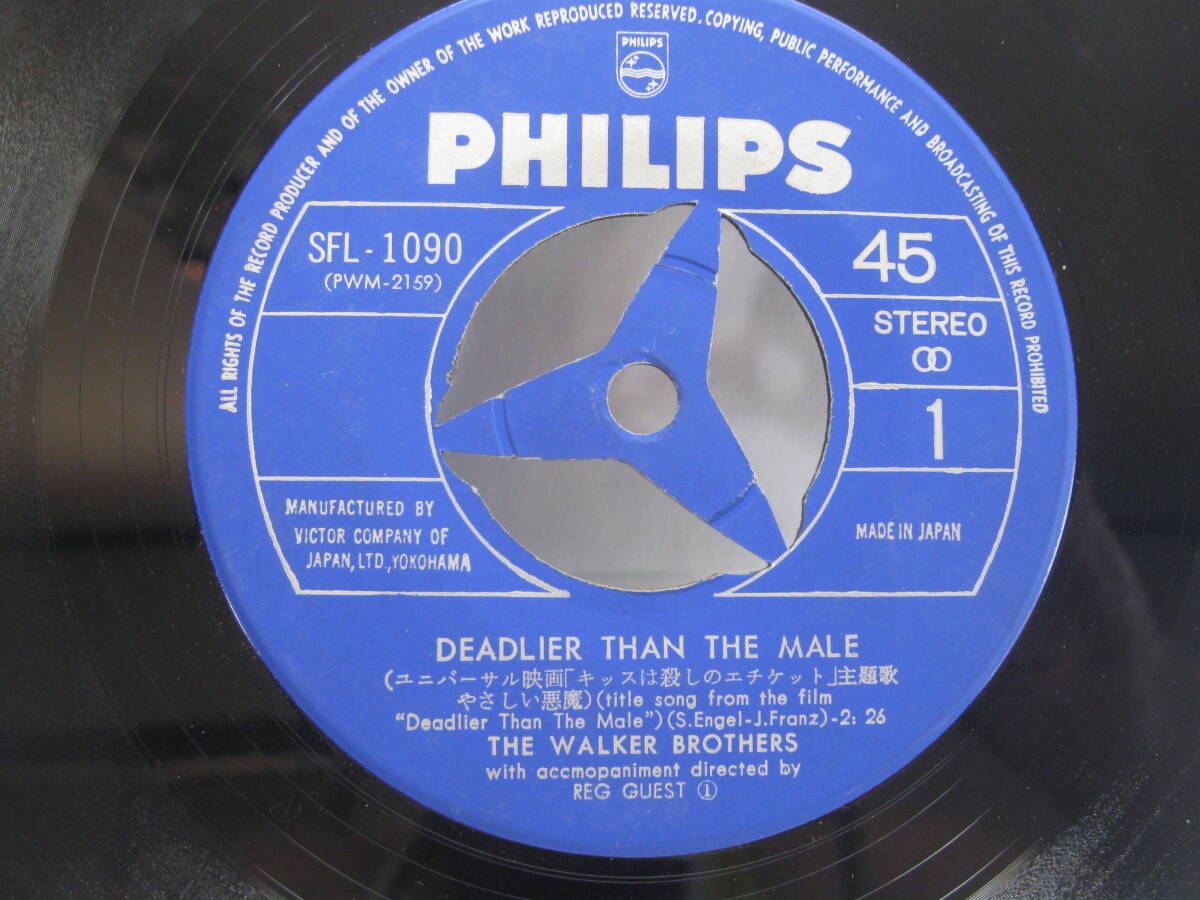 ALL RIGHTS OF THE RECORD PRODUCER AND OF THE OWNER OF THE WORK REPRODUCED RESERVED. COPYING, PUBLIC PERFORMANCE AND BROADCASTING OF THIS RECORD PROHIBITED
PHILIPS
PHILIPS
SFL-1090
(PWM-2159)
45
STEREO
1
MANUFACTURED BY
VICTOR COMPANY OF
JAPAN, LTD., YOKOHAMA
MADE IN JAPAN
DEADLIER THAN THE MALE
(ユニバーサル映画「キッスは殺しのエチケット」主題歌
やさしい悪魔) (title song from the film
"Deadlier Than The Male") (S. Engel-J. Franz)-2: 26
THE WALKER BROTHERS
with accmopaniment directed by
REG GUEST ①